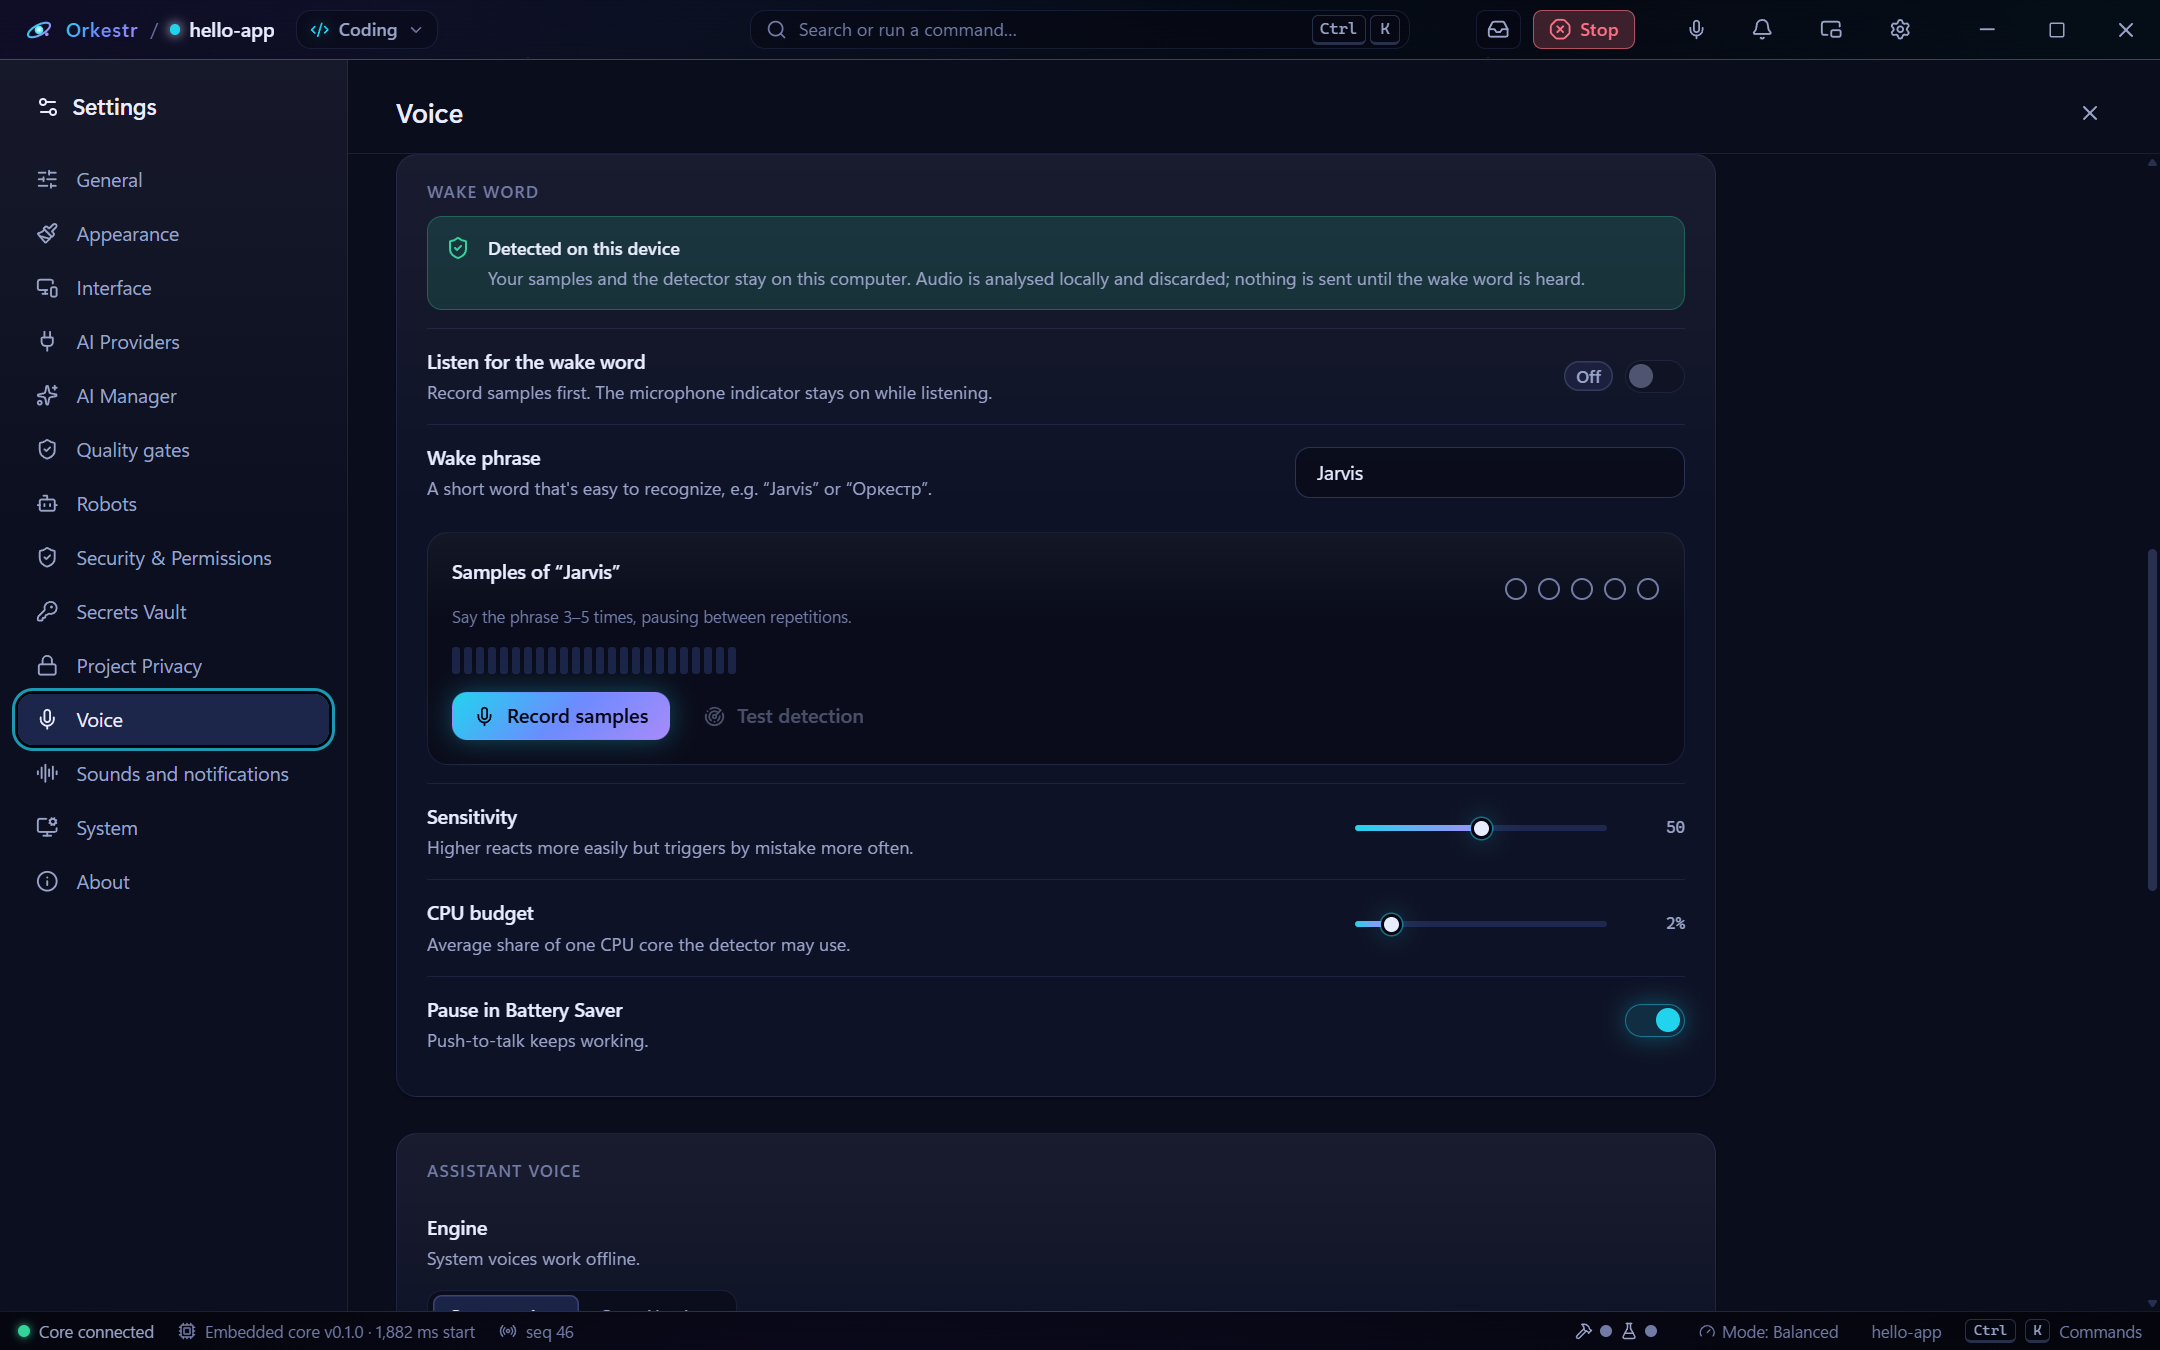 Orkestr / hello-app
Coding
Search or run a command...
Ctrl K
Stop
Settings
General
Appearance
Interface
AI Providers
AI Manager
Quality gates
Robots
Security & Permissions
Secrets Vault
Project Privacy
Voice
Sounds and notifications
System
About
Voice
WAKE WORD
Detected on this device
Your samples and the detector stay on this computer. Audio is analysed locally and discarded; nothing is sent until the wake word is heard.
Listen for the wake word
Record samples first. The microphone indicator stays on while listening.
Off
Wake phrase
A short word that's easy to recognize, e.g. “Jarvis” or “Оркестр”.
Jarvis
Samples of “Jarvis”
Say the phrase 3–5 times, pausing between repetitions.
Record samples
Test detection
Sensitivity
Higher reacts more easily but triggers by mistake more often.
50
CPU budget
Average share of one CPU core the detector may use.
2%
Pause in Battery Saver
Push-to-talk keeps working.
ASSISTANT VOICE
Engine
System voices work offline.
Core connected
Embedded core v0.1.0 · 1,882 ms start
seq 46
Mode: Balanced
hello-app
Ctrl K Commands